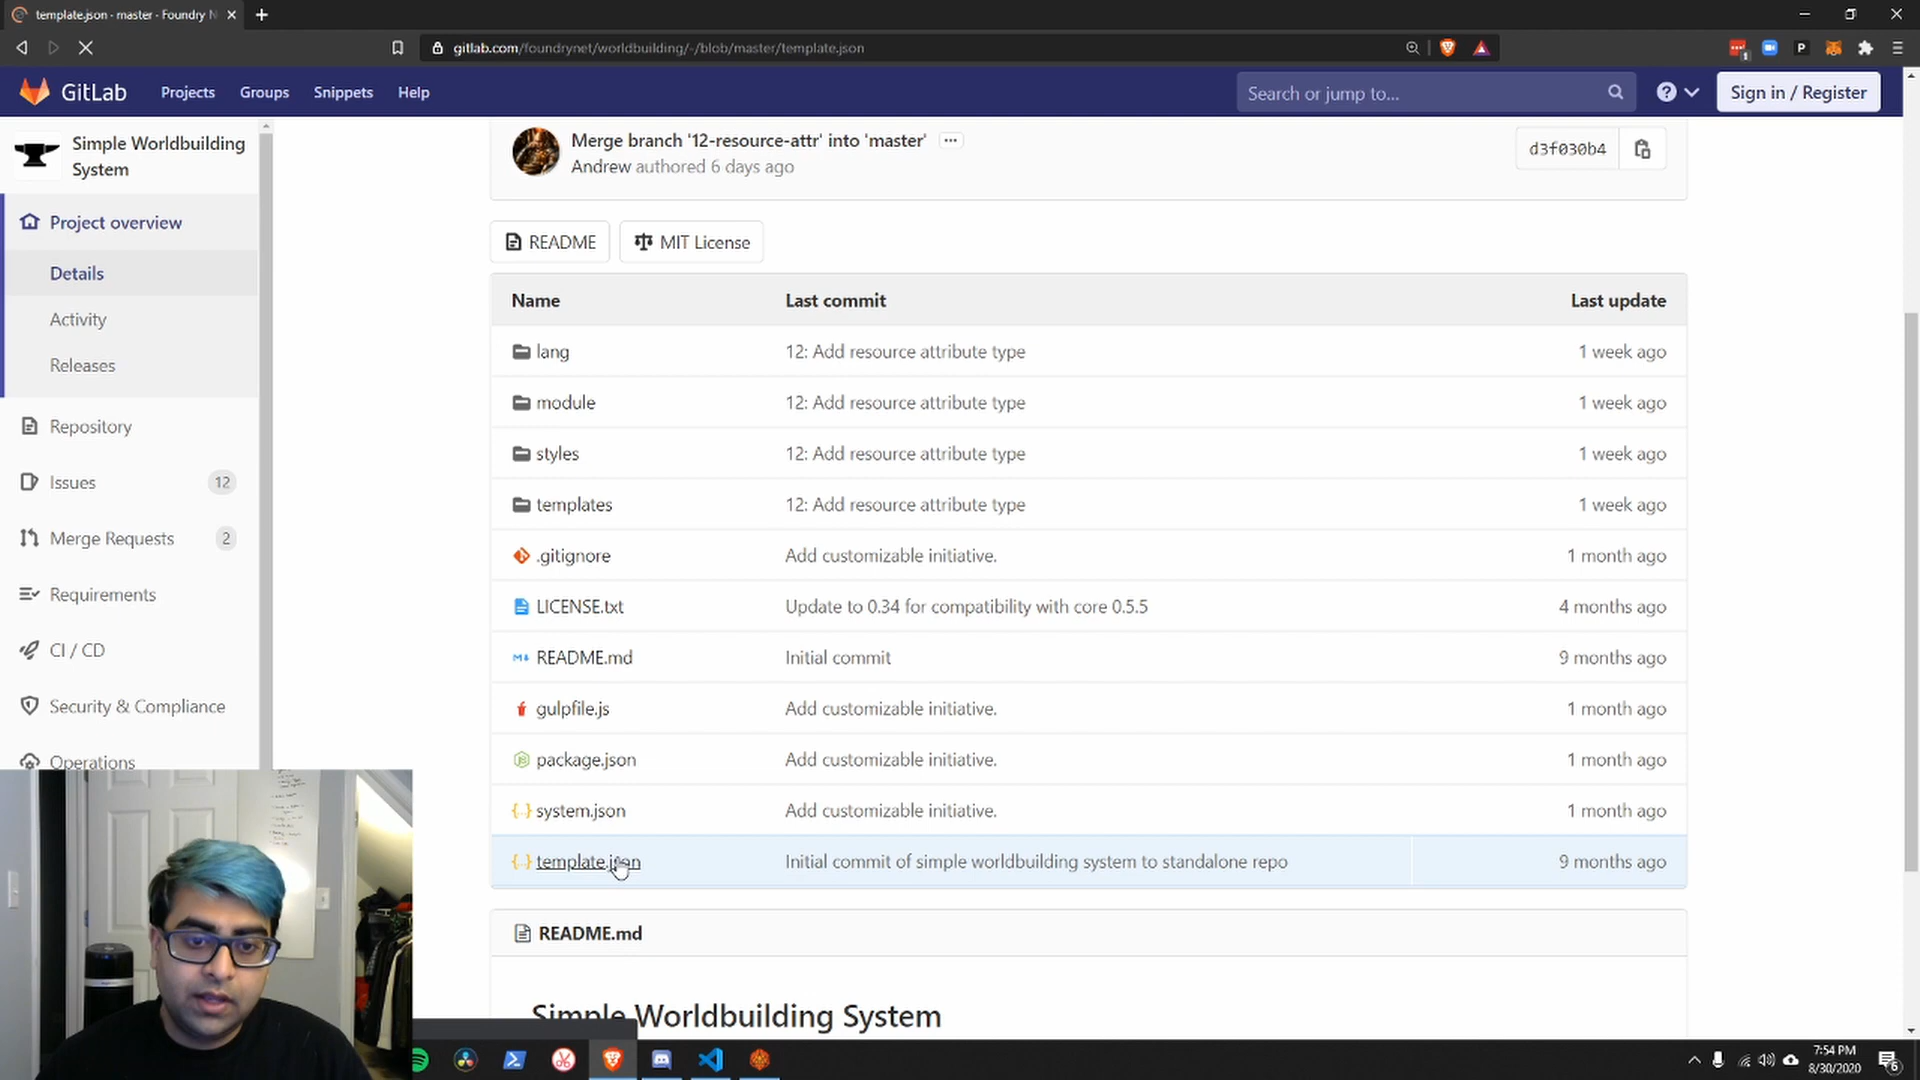 template.json · master · Foundry N
gitlab.com/foundrynet/worldbuilding/-/blob/master/template.json
GitLab
Projects
Groups
Snippets
Help
Search or jump to...
Sign in / Register
Simple Worldbuilding
System
Project overview
Details
Activity
Releases
Repository
Issues 12
Merge Requests 2
Requirements
CI / CD
Security & Compliance
Operations
Merge branch '12-resource-attr' into 'master'
Andrew authored 6 days ago
d3f030b4
README
MIT License
Name Last commit Last update
lang 12: Add resource attribute type 1 week ago
module 12: Add resource attribute type 1 week ago
styles 12: Add resource attribute type 1 week ago
templates 12: Add resource attribute type 1 week ago
.gitignore Add customizable initiative. 1 month ago
LICENSE.txt Update to 0.34 for compatibility with core 0.5.5 4 months ago
README.md Initial commit 9 months ago
gulpfile.js Add customizable initiative. 1 month ago
package.json Add customizable initiative. 1 month ago
system.json Add customizable initiative. 1 month ago
template.json Initial commit of simple worldbuilding system to standalone repo 9 months ago
README.md
Simple Worldbuilding System
7:54 PM
8/30/2020